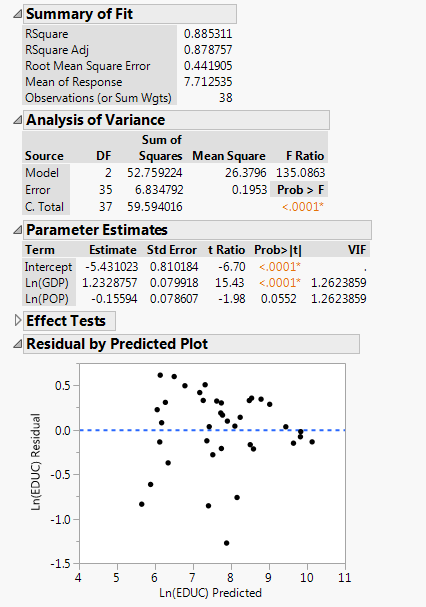 Summary of Fit
RSquare 0.885311
RSquare Adj 0.878757
Root Mean Square Error 0.441905
Mean of Response 7.712535
Observations (or Sum Wgts) 38
Analysis of Variance
Sum of
Source DF Squares Mean Square F Ratio
Model 2 52.759224 26.3796 135.0863
Error 35 6.834792 0.1953 Prob > F
C. Total 37 59.594016 <.0001*
Parameter Estimates
Term Estimate Std Error t Ratio Prob>|t| VIF
Intercept -5.431023 0.810184 -6.70 <.0001* .
Ln(GDP) 1.2328757 0.079918 15.43 <.0001* 1.2623859
Ln(POP) -0.15594 0.078607 -1.98 0.0552 1.2623859
Effect Tests
Residual by Predicted Plot
Ln(EDUC) Residual
0.5
0.0
-0.5
-1.0
-1.5
4 5 6 7 8 9 10 11
Ln(EDUC) Predicted